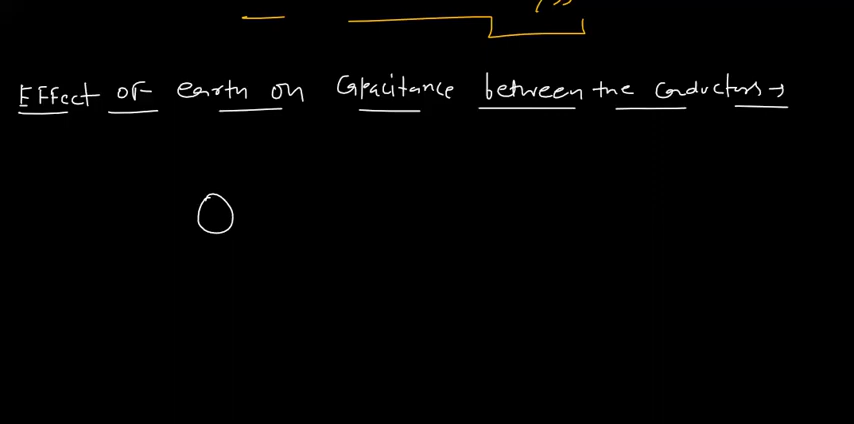 Effect OF earth on Capacitance between the conductors →